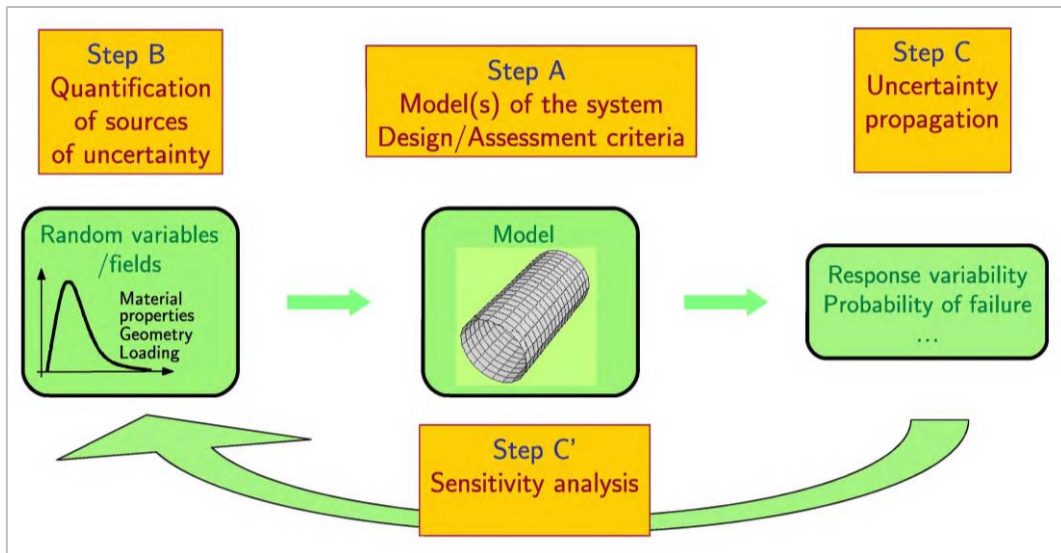 Step B
Quantification
of sources
of uncertainty
Step A
Model(s) of the system
Design/Assessment criteria
Step C
Uncertainty
propagation
Random variables
/fields
Material
properties
Geometry
Loading
Model
Response variability
Probability of failure
...
Step C'
Sensitivity analysis